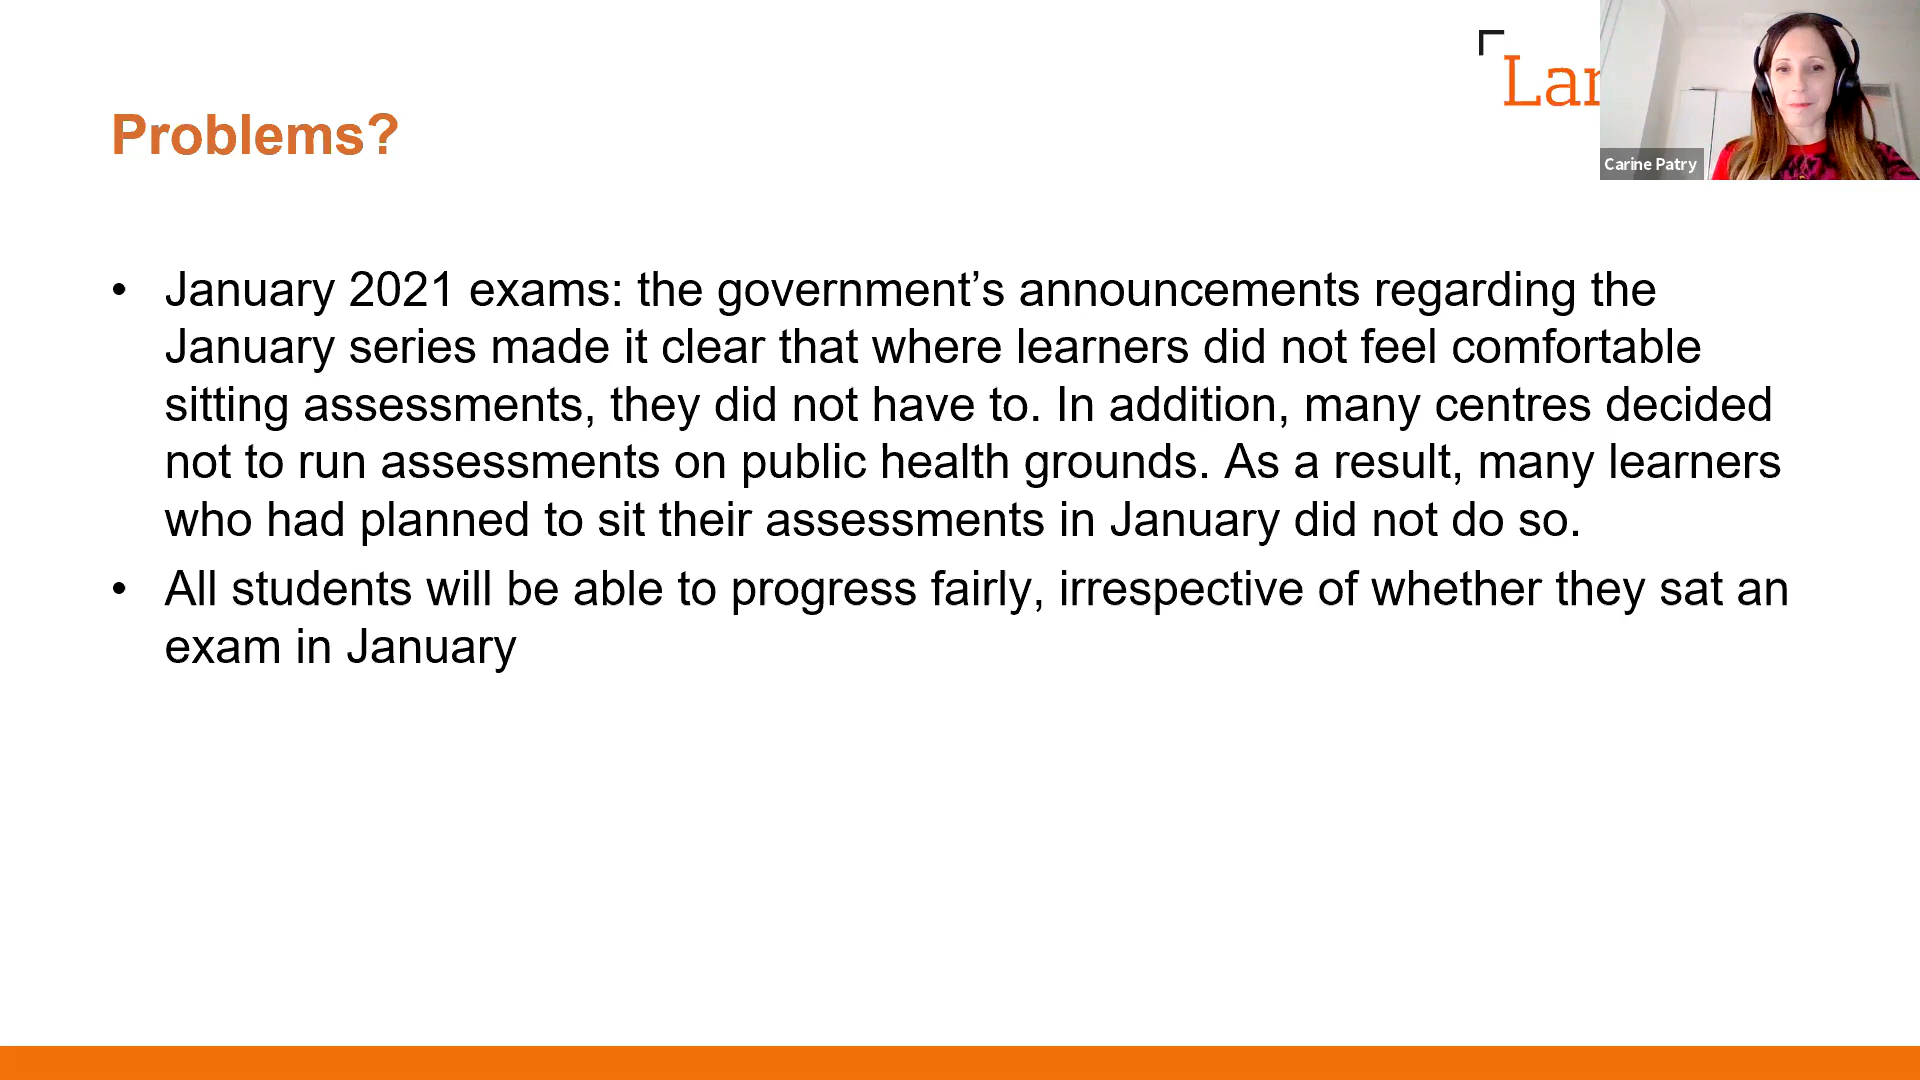 Lan
Carine Patry
Problems?
• January 2021 exams: the government’s announcements regarding the
January series made it clear that where learners did not feel comfortable
sitting assessments, they did not have to. In addition, many centres decided
not to run assessments on public health grounds. As a result, many learners
who had planned to sit their assessments in January did not do so.
• All students will be able to progress fairly, irrespective of whether they sat an
exam in January